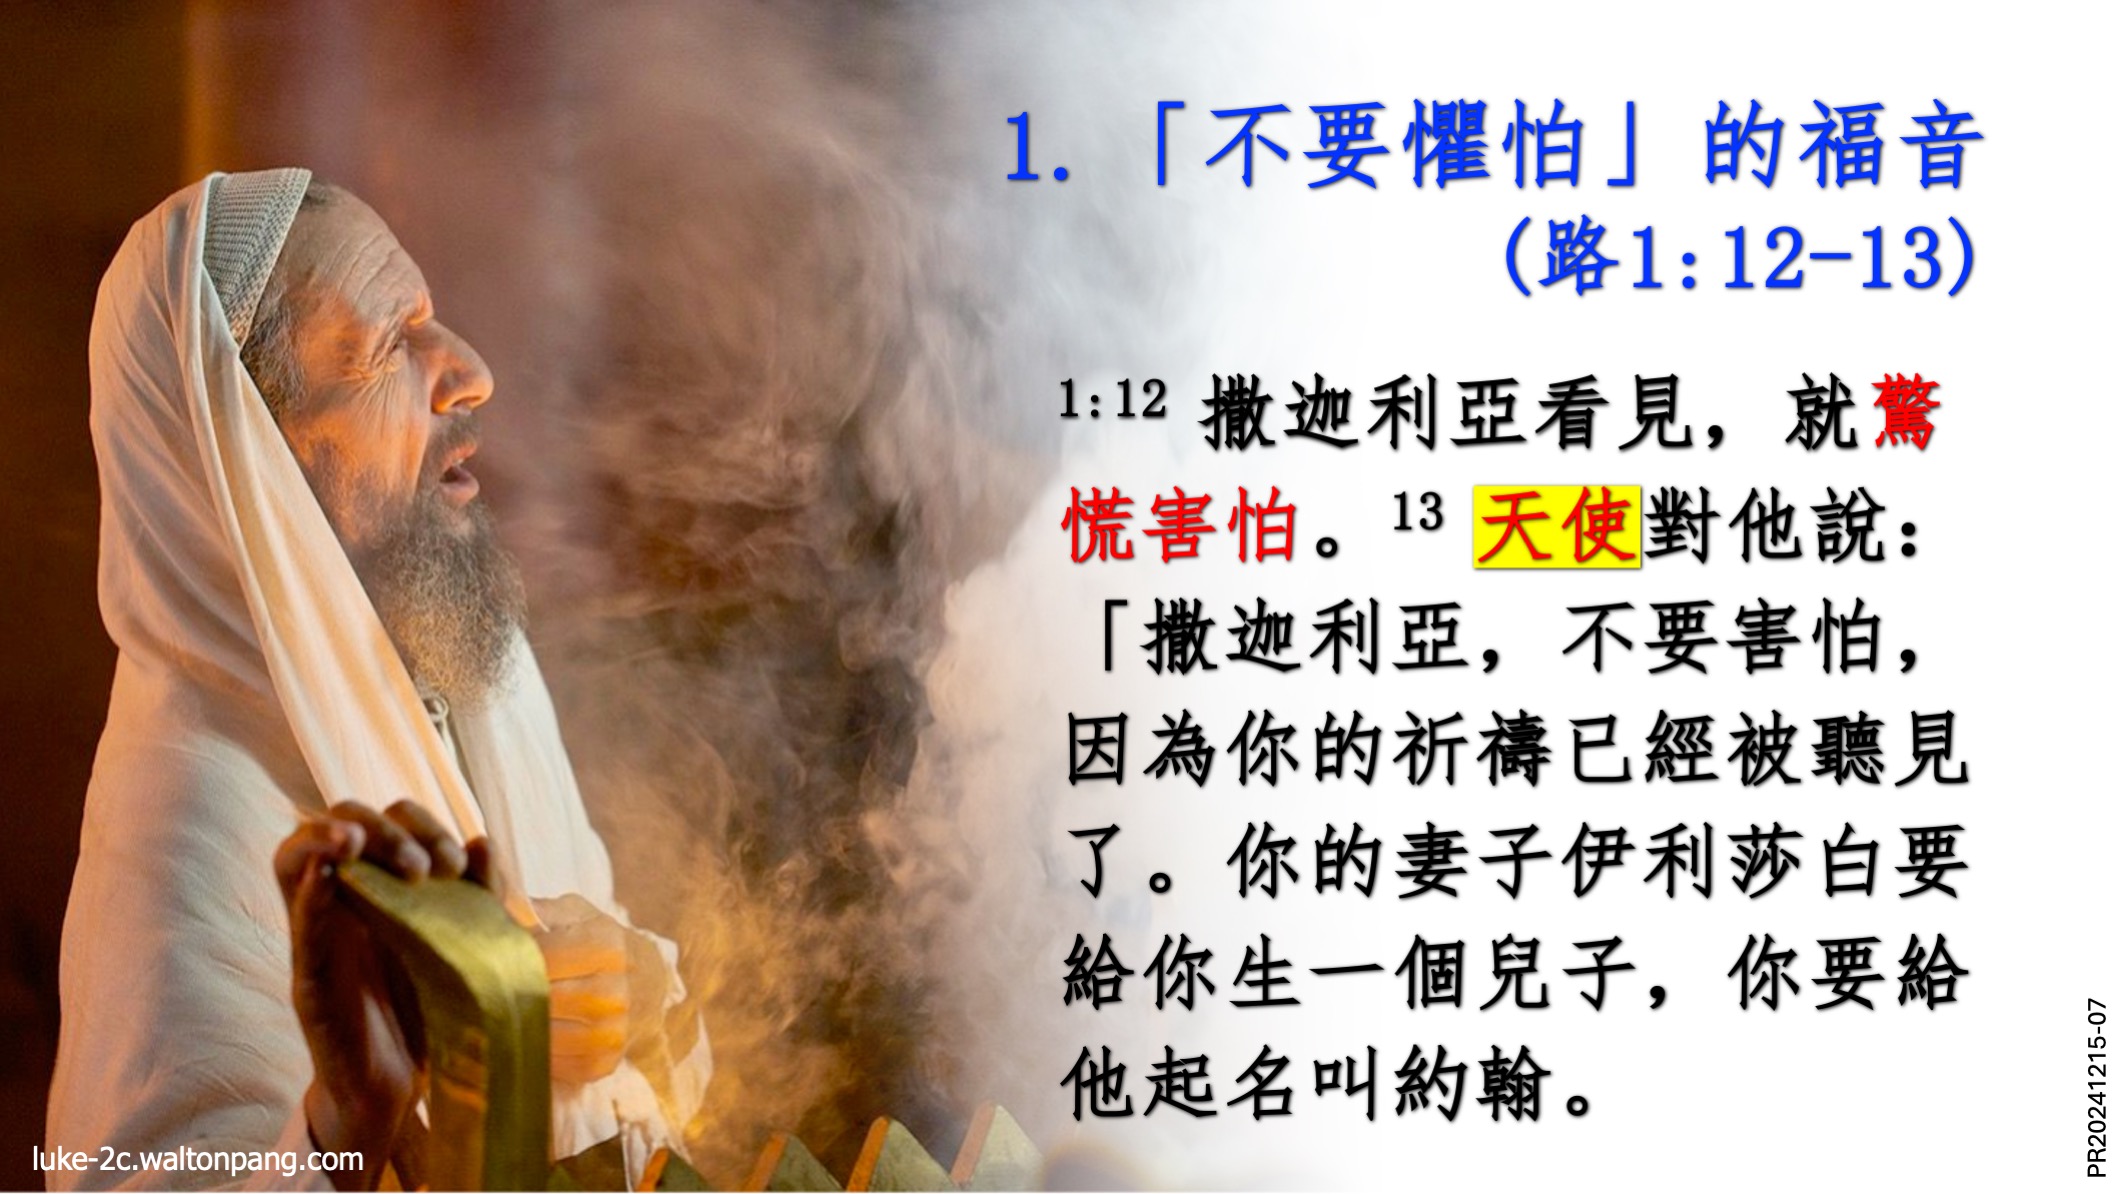 1.「不要懼怕」的福音
(路1:12-13)
1:12 撒迦利亞看見，就驚
慌害怕。13 天使對他說：
「撒迦利亞，不要害怕，
因為你的祈禱已經被聽見
了。你的妻子伊利莎白要
給你生一個兒子，你要給
他起名叫約翰。
luke-2c.waltonpang.com
PR20241215-07